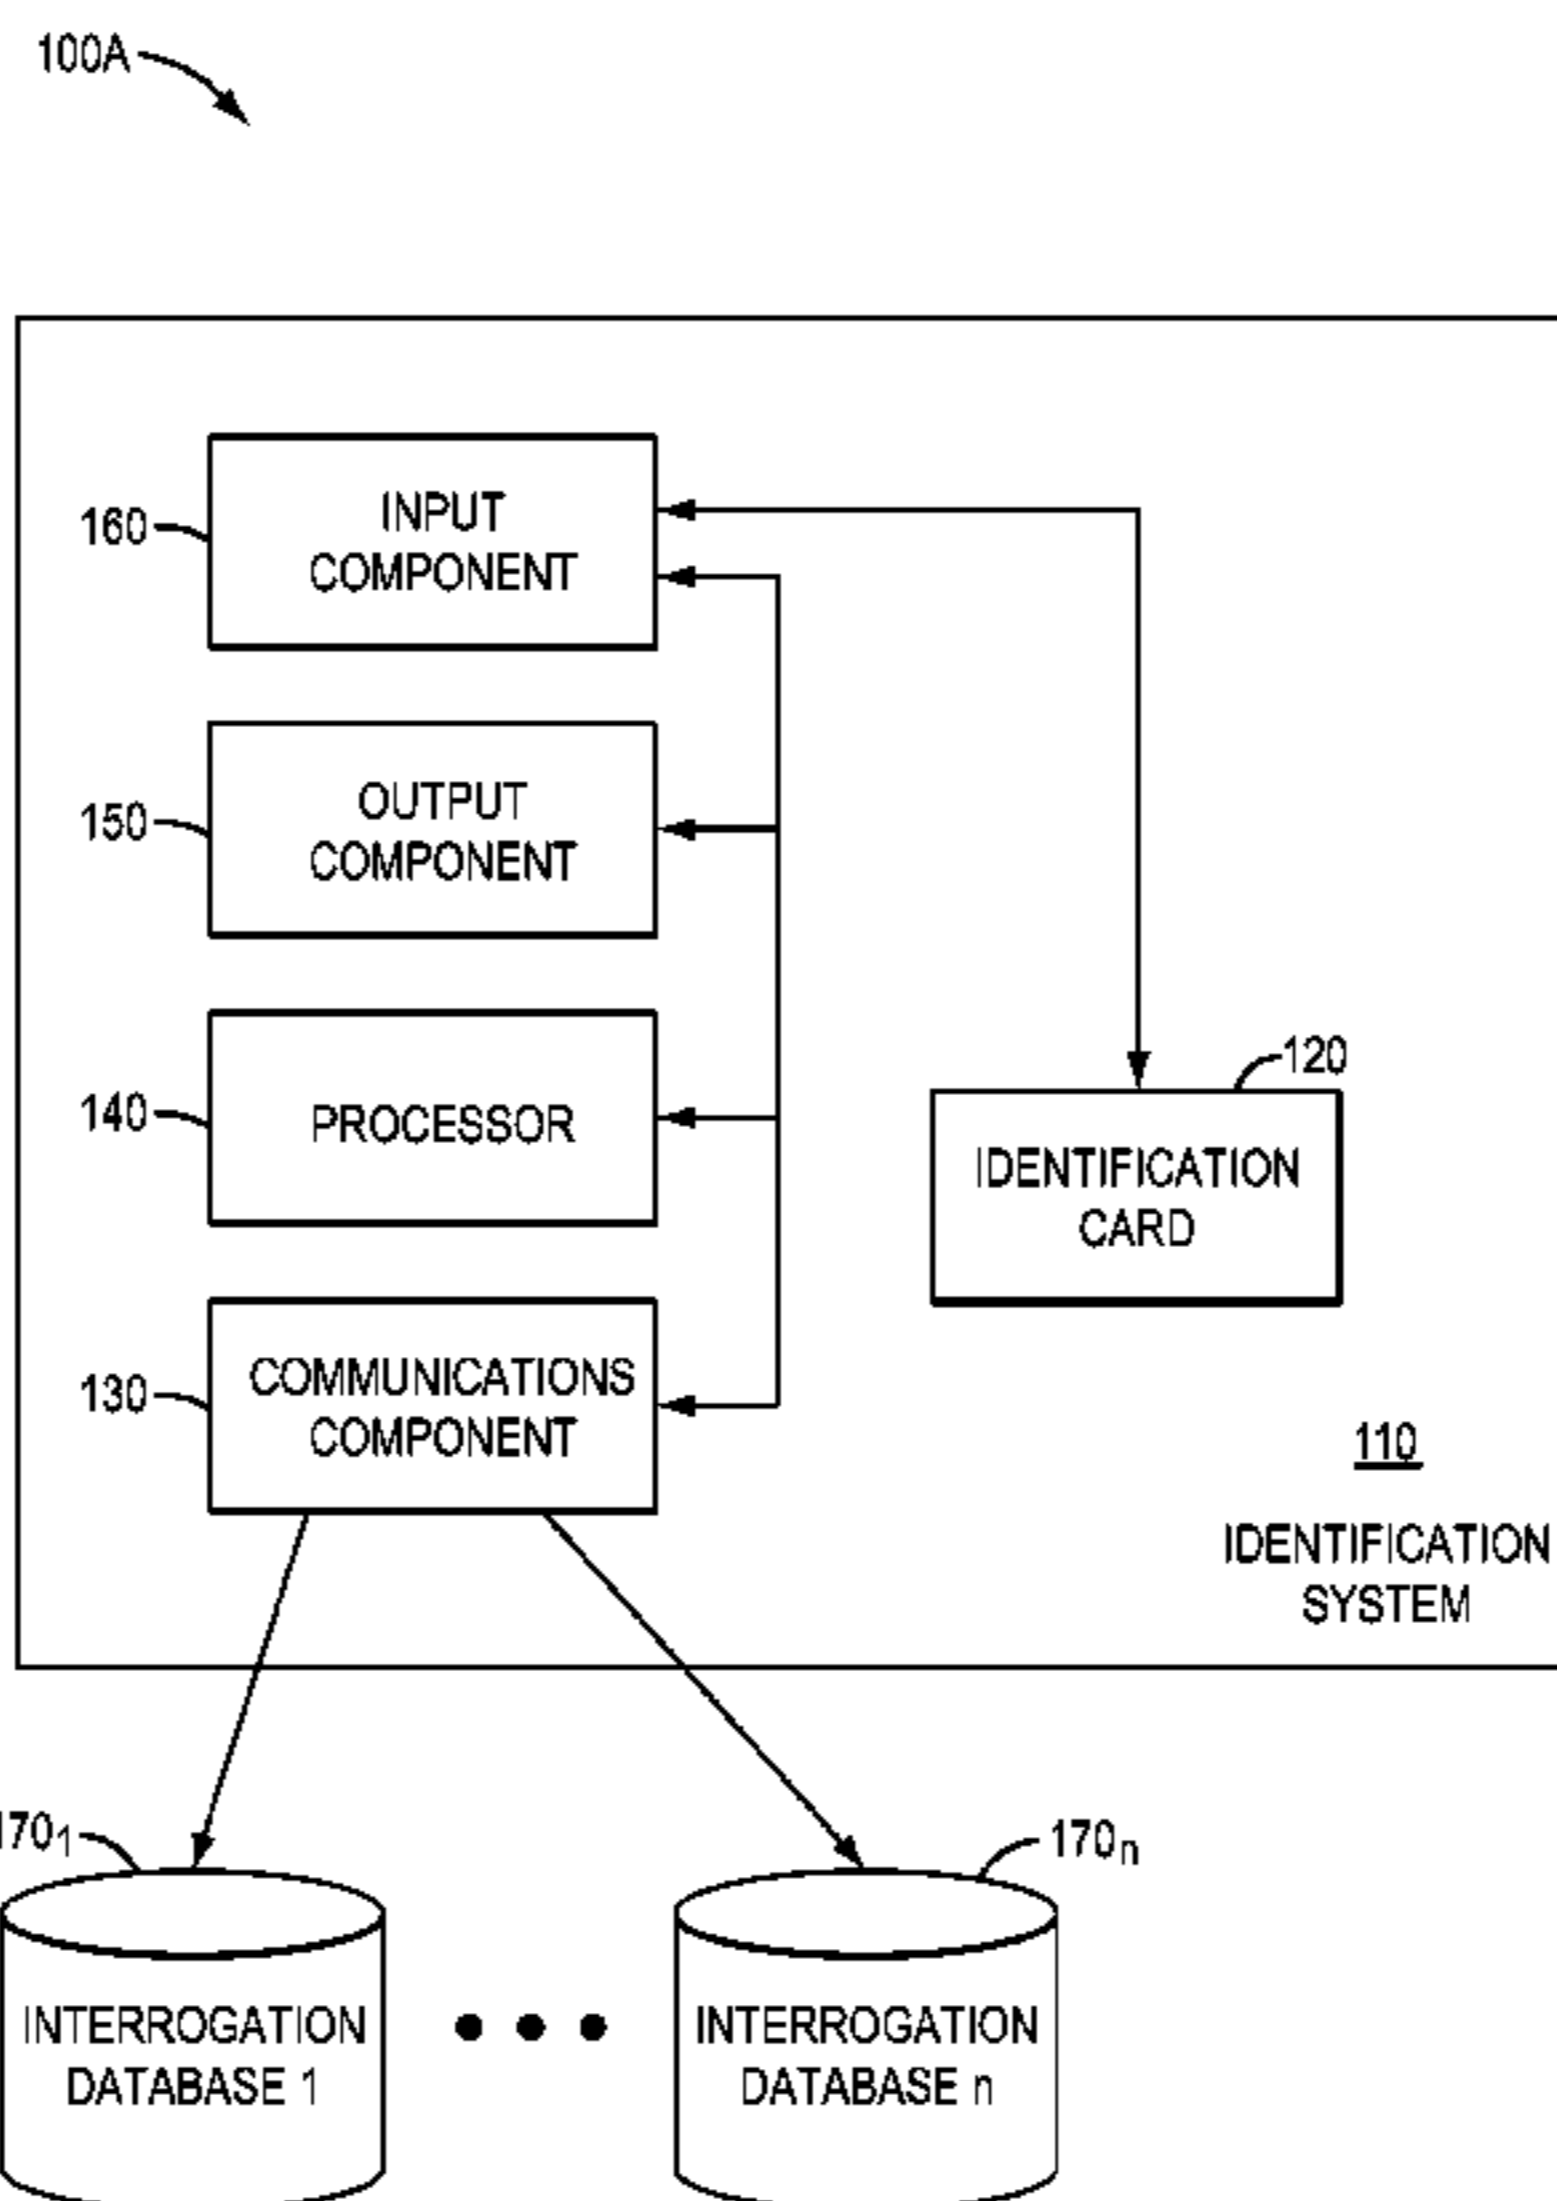 100A
160
INPUT
COMPONENT
150
OUTPUT
COMPONENT
140
PROCESSOR
120
IDENTIFICATION
CARD
130
COMMUNICATIONS
COMPONENT
110
IDENTIFICATION
SYSTEM
170₁
170ₙ
INTERROGATION
DATABASE 1
INTERROGATION
DATABASE n